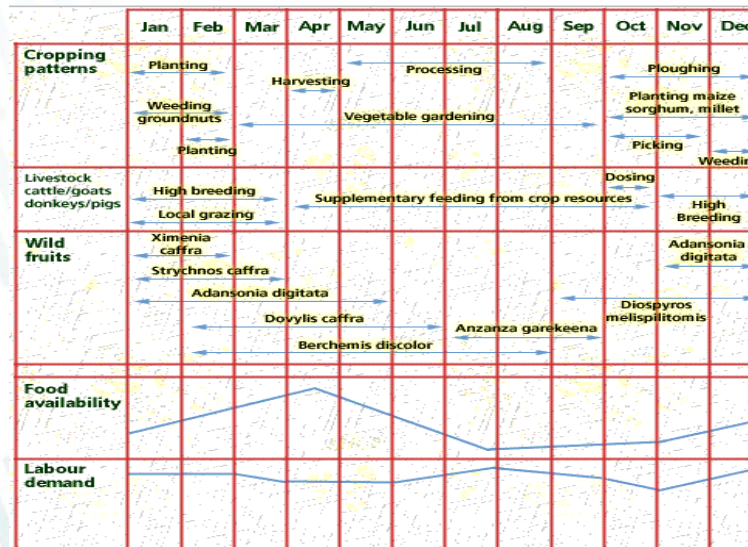 Jan Feb Mar Apr May Jun Jul Aug Sep Oct Nov Dec
Cropping
patterns
Planting
Processing
Ploughing
Harvesting
Weeding
groundnuts
Vegetable gardening
Planting maize
sorghum, millet
Planting
Picking
Weedin
Livestock
cattle/goats
donkeys/pigs
Dosing
High breeding
Supplementary feeding from crop resources
High
Breeding
Local grazing
Wild
fruits
Ximenia
caffra
Adansonia
digitata
Strychnos caffra
Adansonia digitata
Diospyros
melispilitomis
Dovylis caffra
Anzanza garekeena
Berchemis discolor
Food
availability
Labour
demand